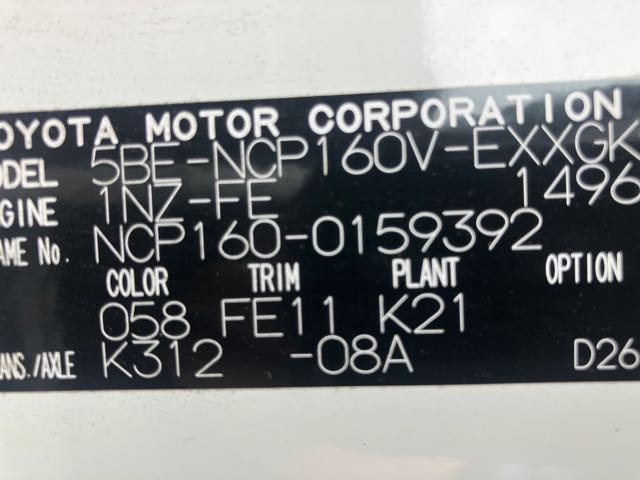 OYOTA MOTOR CORPORATION
ODEL 5BE-NCP160V-EXXGK
NGINE 1NZ-FE 1496
AME No. NCP160-0159392
COLOR TRIM PLANT OPTION
058 FE11 K21
ANS./AXLE K312 -08A D26